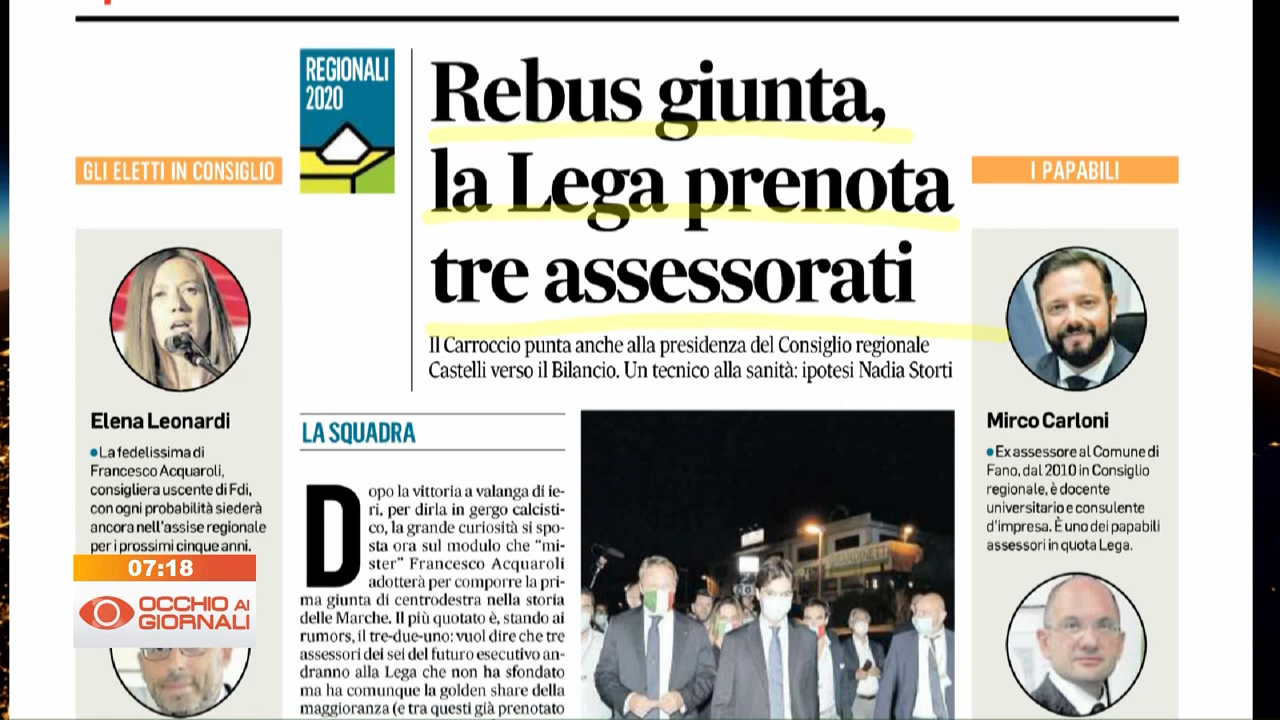 REGIONALI
2020
Rebus giunta,
la Lega prenota
tre assessorati
Il Carroccio punta anche alla presidenza del Consiglio regionale
Castelli verso il Bilancio. Un tecnico alla sanità: ipotesi Nadia Storti
GLI ELETTI IN CONSIGLIO
Elena Leonardi
•La fedelissima di
Francesco Acquaroli,
consigliera uscente di Fdi,
con ogni probabilità siederà
ancora nell'assise regionale
per i prossimi cinque anni.
07:18
OCCHIO AI
GIORNALI
LA SQUADRA
Dopo la vittoria a valanga di ie-
ri, per dirla in gergo calcisti-
co, la grande curiosità si spo-
sta ora sul modulo che "mi-
ster" Francesco Acquaroli
adotterà per comporre la pri-
ma giunta di centrodestra nella storia
delle Marche. Il più quotato è, stando ai
rumors, il tre-due-uno: vuol dire che tre
assessori dei sei del futuro esecutivo an-
dranno alla Lega che non ha sfondato
ma ha comunque la golden share della
maggioranza (e tra questi già prenotato
I PAPABILI
Mirco Carloni
•Ex assessore al Comune di
Fano, dal 2010 in Consiglio
regionale, è docente
universitario e consulente
d'impresa. È uno dei papabili
assessori in quota Lega.